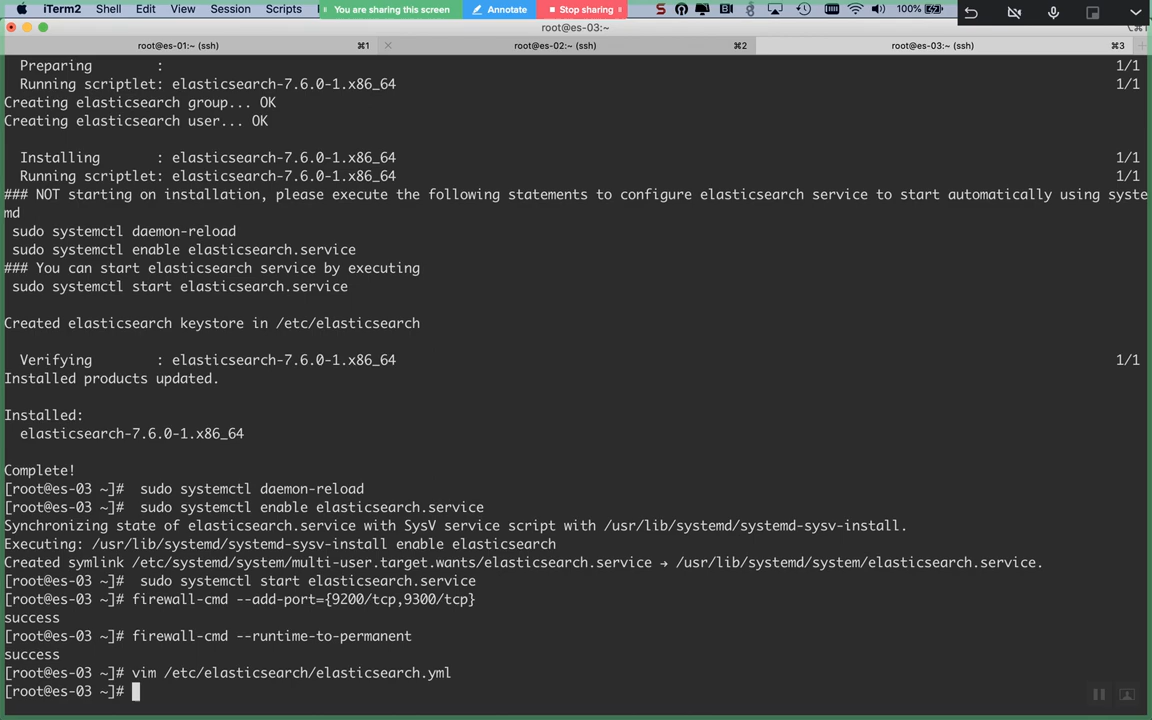 iTerm2 Shell Edit View Session Scripts You are sharing this screen Annotate Stop sharing 100%
root@es-03:~
root@es-01:~ (ssh) ⌘1 root@es-02:~ (ssh) ⌘2 root@es-03:~ (ssh) ⌘3
Preparing : 1/1
Running scriptlet: elasticsearch-7.6.0-1.x86_64 1/1
Creating elasticsearch group... OK
Creating elasticsearch user... OK
Installing : elasticsearch-7.6.0-1.x86_64 1/1
Running scriptlet: elasticsearch-7.6.0-1.x86_64 1/1
### NOT starting on installation, please execute the following statements to configure elasticsearch service to start automatically using syste
md
sudo systemctl daemon-reload
sudo systemctl enable elasticsearch.service
### You can start elasticsearch service by executing
sudo systemctl start elasticsearch.service
Created elasticsearch keystore in /etc/elasticsearch
Verifying : elasticsearch-7.6.0-1.x86_64 1/1
Installed products updated.
Installed:
elasticsearch-7.6.0-1.x86_64
Complete!
[root@es-03 ~]#  sudo systemctl daemon-reload
[root@es-03 ~]#  sudo systemctl enable elasticsearch.service
Synchronizing state of elasticsearch.service with SysV service script with /usr/lib/systemd/systemd-sysv-install.
Executing: /usr/lib/systemd/systemd-sysv-install enable elasticsearch
Created symlink /etc/systemd/system/multi-user.target.wants/elasticsearch.service → /usr/lib/systemd/system/elasticsearch.service.
[root@es-03 ~]#  sudo systemctl start elasticsearch.service
[root@es-03 ~]# firewall-cmd --add-port={9200/tcp,9300/tcp}
success
[root@es-03 ~]# firewall-cmd --runtime-to-permanent
success
[root@es-03 ~]# vim /etc/elasticsearch/elasticsearch.yml
[root@es-03 ~]#